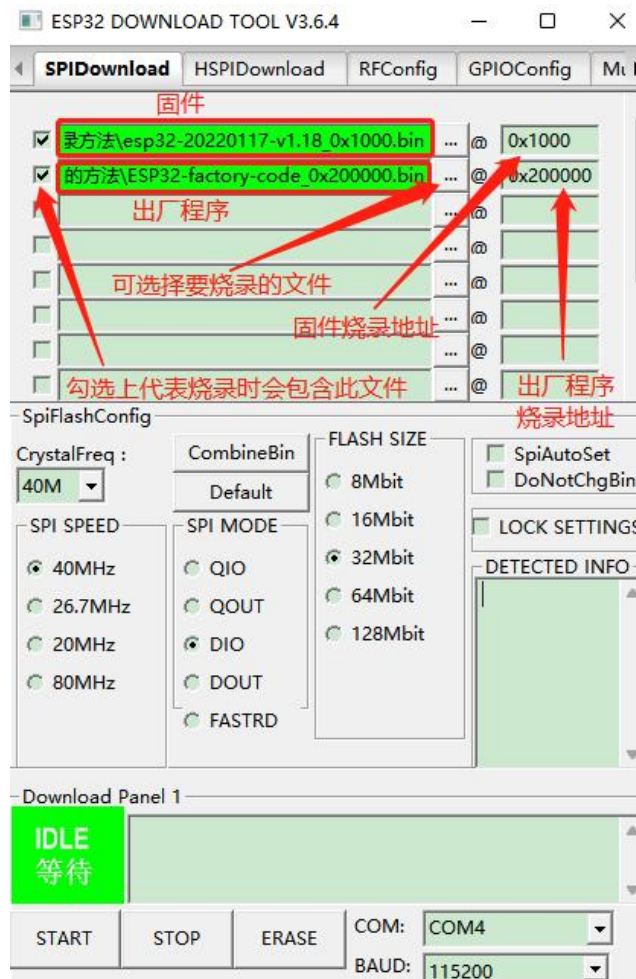 ESP32 DOWNLOAD TOOL V3.6.4
SPIDownload HSPIDownload RFConfig GPIOConfig
固件
录方法\esp32-20220117-v1.18_0x1000.bin ... @ 0x1000
的方法\ESP32-factory-code_0x200000.bin ... @ 0x200000
出厂程序 ... @
... @
可选择要烧录的文件 ... @
固件烧录地址 ... @
... @
勾选上代表烧录时会包含此文件 ... @ 出厂程序
烧录地址
SpiFlashConfig
CrystalFreq :
40M
CombineBin
Default
SPI SPEED
40MHz
26.7MHz
20MHz
80MHz
SPI MODE
QIO
QOUT
DIO
DOUT
FASTRD
FLASH SIZE
8Mbit
16Mbit
32Mbit
64Mbit
128Mbit
SpiAutoSet
DoNotChgBin
LOCK SETTINGS
DETECTED INFO
Download Panel 1
IDLE
等待
START STOP ERASE
COM: COM4
BAUD: 115200